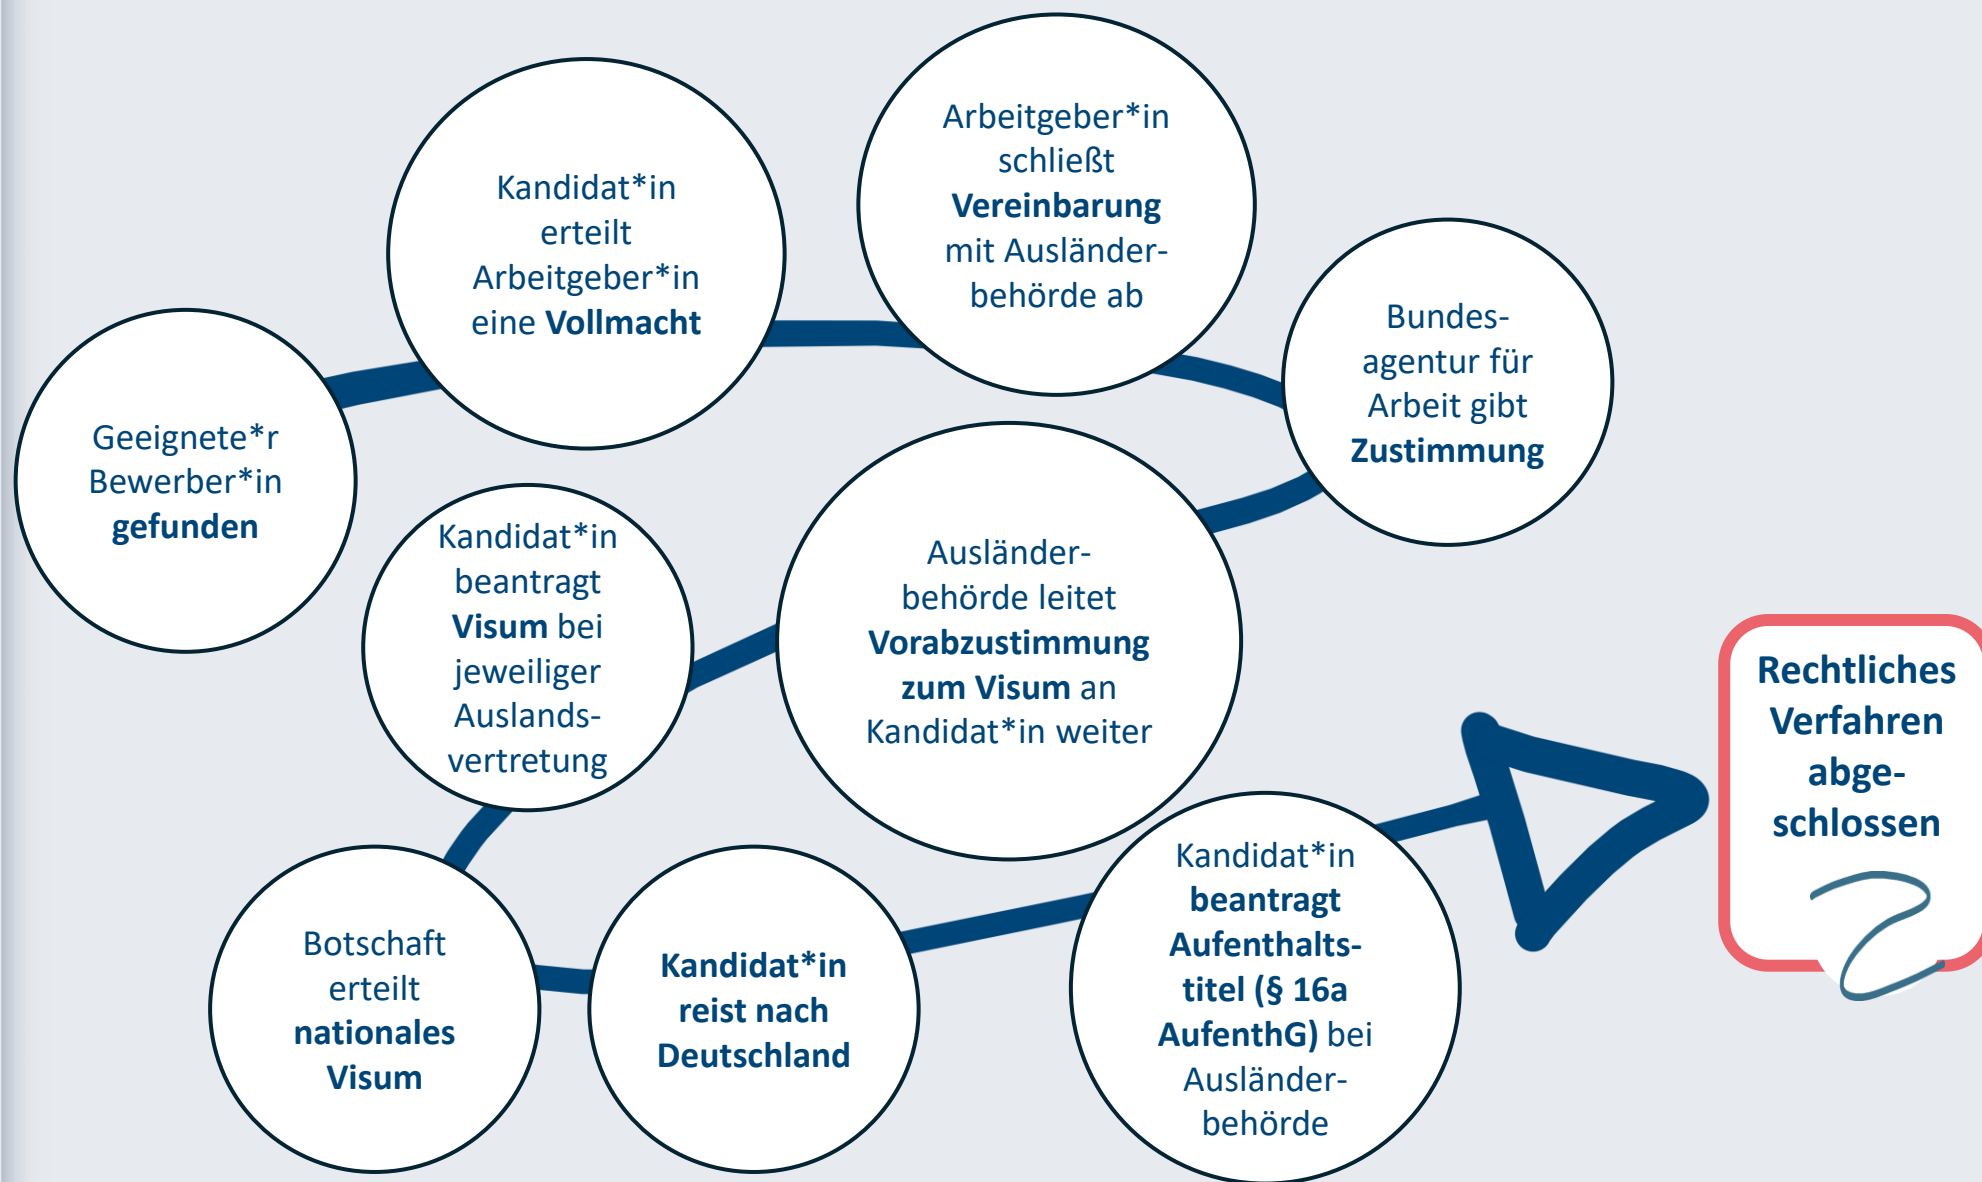 Geeignete*r
Bewerber*in
gefunden
Kandidat*in
erteilt
Arbeitgeber*in
eine Vollmacht
Arbeitgeber*in
schließt
Vereinbarung
mit Ausländer-
behörde ab
Bundes-
agentur für
Arbeit gibt
Zustimmung
Ausländer-
behörde leitet
Vorabzustimmung
zum Visum an
Kandidat*in weiter
Kandidat*in
beantragt
Visum bei
jeweiliger
Auslands-
vertretung
Botschaft
erteilt
nationales
Visum
Kandidat*in
reist nach
Deutschland
Kandidat*in
beantragt
Aufenthalts-
titel (§ 16a
AufenthG) bei
Ausländer-
behörde
Rechtliches
Verfahren
abge-
schlossen